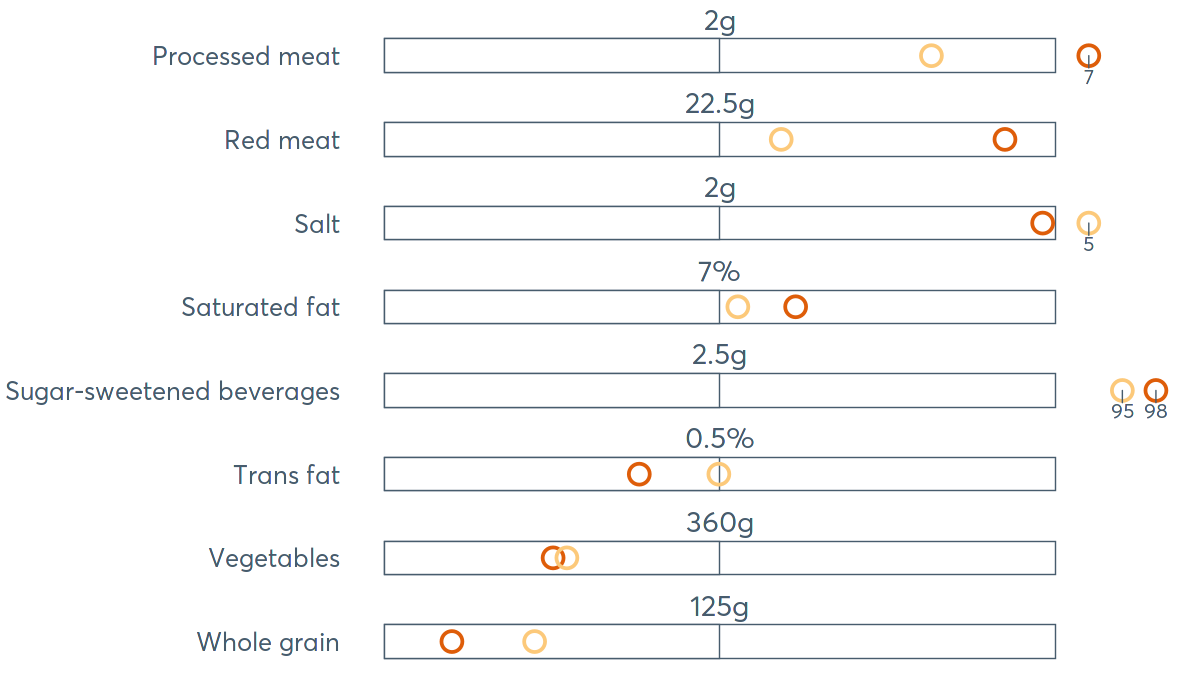 2g
Processed meat
7
22.5g
Red meat
2g
Salt
5
7%
Saturated fat
2.5g
Sugar-sweetened beverages
95 98
0.5%
Trans fat
360g
Vegetables
125g
Whole grain